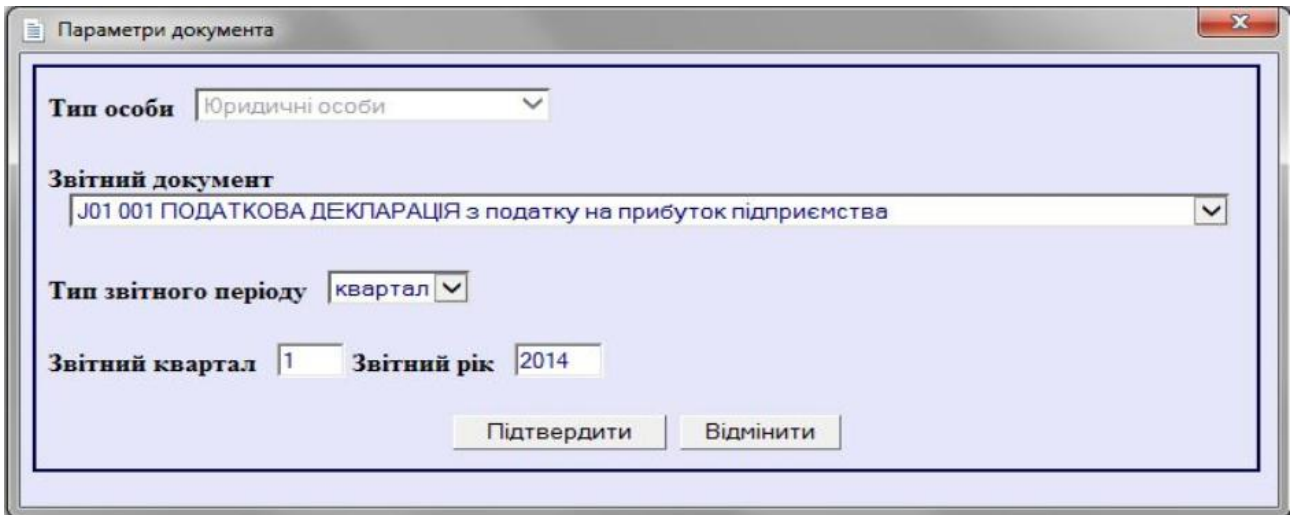 Параметри документа
Тип особи Юридичні особи
Звітний документ
J01 001 ПОДАТКОВА ДЕКЛАРАЦІЯ з податку на прибуток підприємства
Тип звітного періоду квартал
Звітний квартал 1 Звітний рік 2014
Підтвердити Відмінити